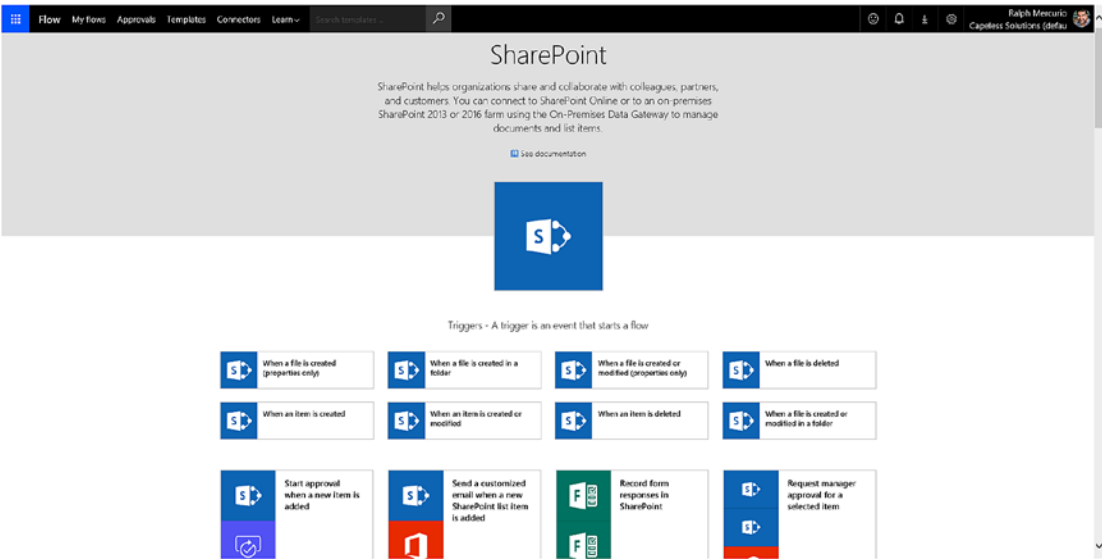 Flow My flows Approvals Templates Connectors Learn Search templates ...
Ralph Mercurio
Capeless Solutions (defau
SharePoint
SharePoint helps organizations share and collaborate with colleagues, partners,
and customers. You can connect to SharePoint Online or to an on-premises
SharePoint 2013 or 2016 farm using the On-Premises Data Gateway to manage
documents and list items.
See documentation
S
Triggers - A trigger is an event that starts a flow
S
When a file is created
(properties only)
S
When a file is created in a
folder
S
When a file is created or
modified (properties only)
S
When a file is deleted
S
When an item is created
S
When an item is created or
modified
S
When an item is deleted
S
When a file is created or
modified in a folder
S
Start approval
when a new item is
added
S
Send a customized
email when a new
SharePoint list item
is added
F
Record form
responses in
SharePoint
F
S
Request manager
approval for a
selected item
S